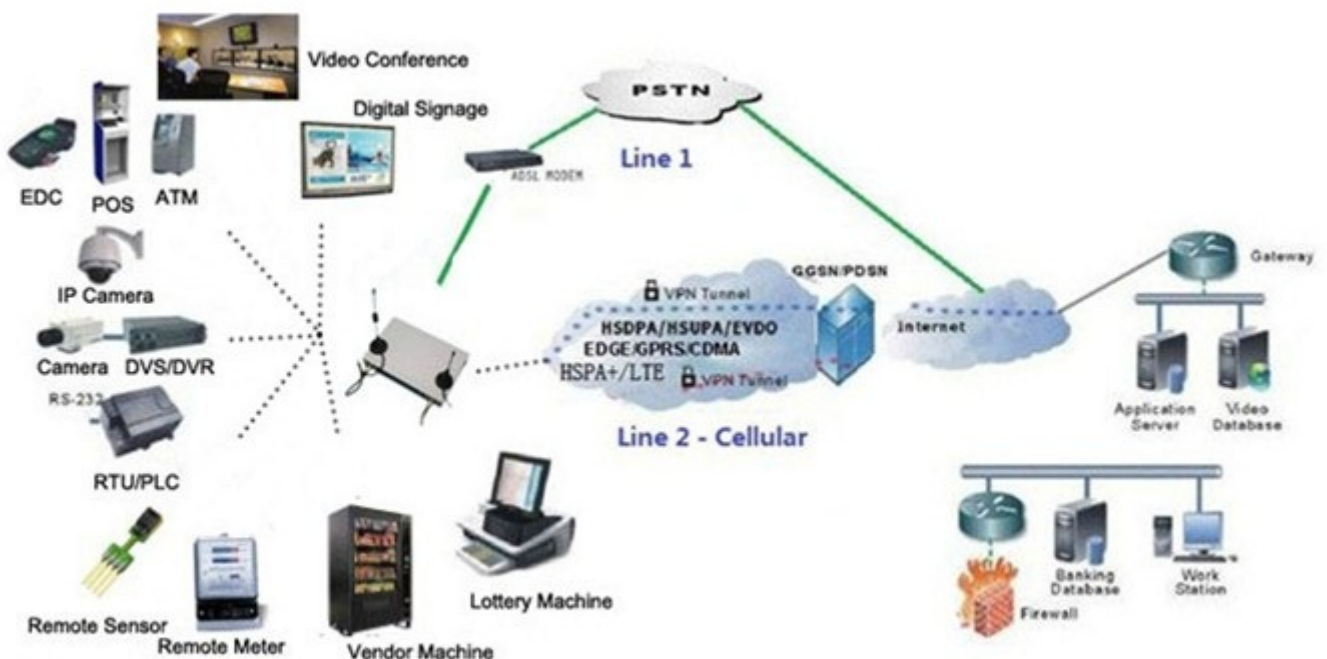 Video Conference
Digital Signage
EDC
POS
ATM
IP Camera
Camera
DVS/DVR
RS-232
RTU/PLC
Remote Sensor
Remote Meter
Vendor Machine
Lottery Machine
ADSL MODEM
PSTN
Line 1
GGSN/PDSN
VPN Tunnel
HSDPA/HSUPA/EVDO
EDGE/GPRS/CDMA
HSPA+/LTE
VPN Tunnel
Line 2 - Cellular
Internet
Gateway
Application
Server
Video
Database
Banking
Database
Work
Station
Firewall